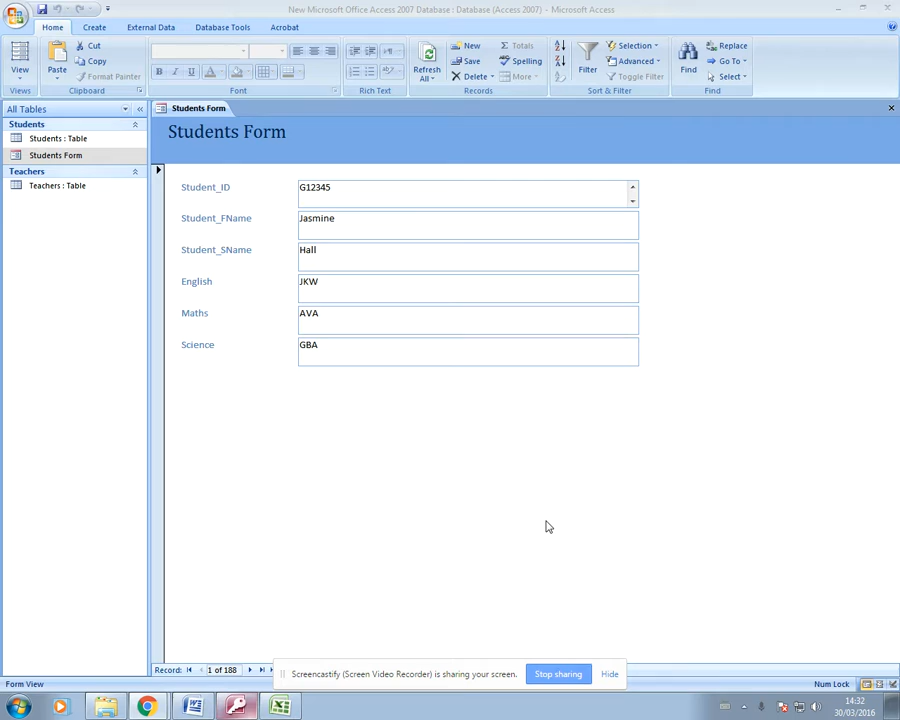 New Microsoft Office Access 2007 Database : Database (Access 2007) - Microsoft Access
Home Create External Data Database Tools Acrobat
View
Views
Paste
Cut
Copy
Format Painter
Clipboard
B I U A
Font
Rich Text
Refresh All
New
Save
Delete
Totals
Spelling
More
Records
Filter
Selection
Advanced
Toggle Filter
Sort & Filter
Find
Replace
Go To
Select
Find
All Tables
Students
Students : Table
Students Form
Teachers
Teachers : Table
Students Form
Students Form
Student_ID G12345
Student_FName Jasmine
Student_SName Hall
English JKW
Maths AVA
Science GBA
Record: 1 of 188
Screencastify (Screen Video Recorder) is sharing your screen. Stop sharing Hide
Form View Num Lock
14:32
30/03/2016